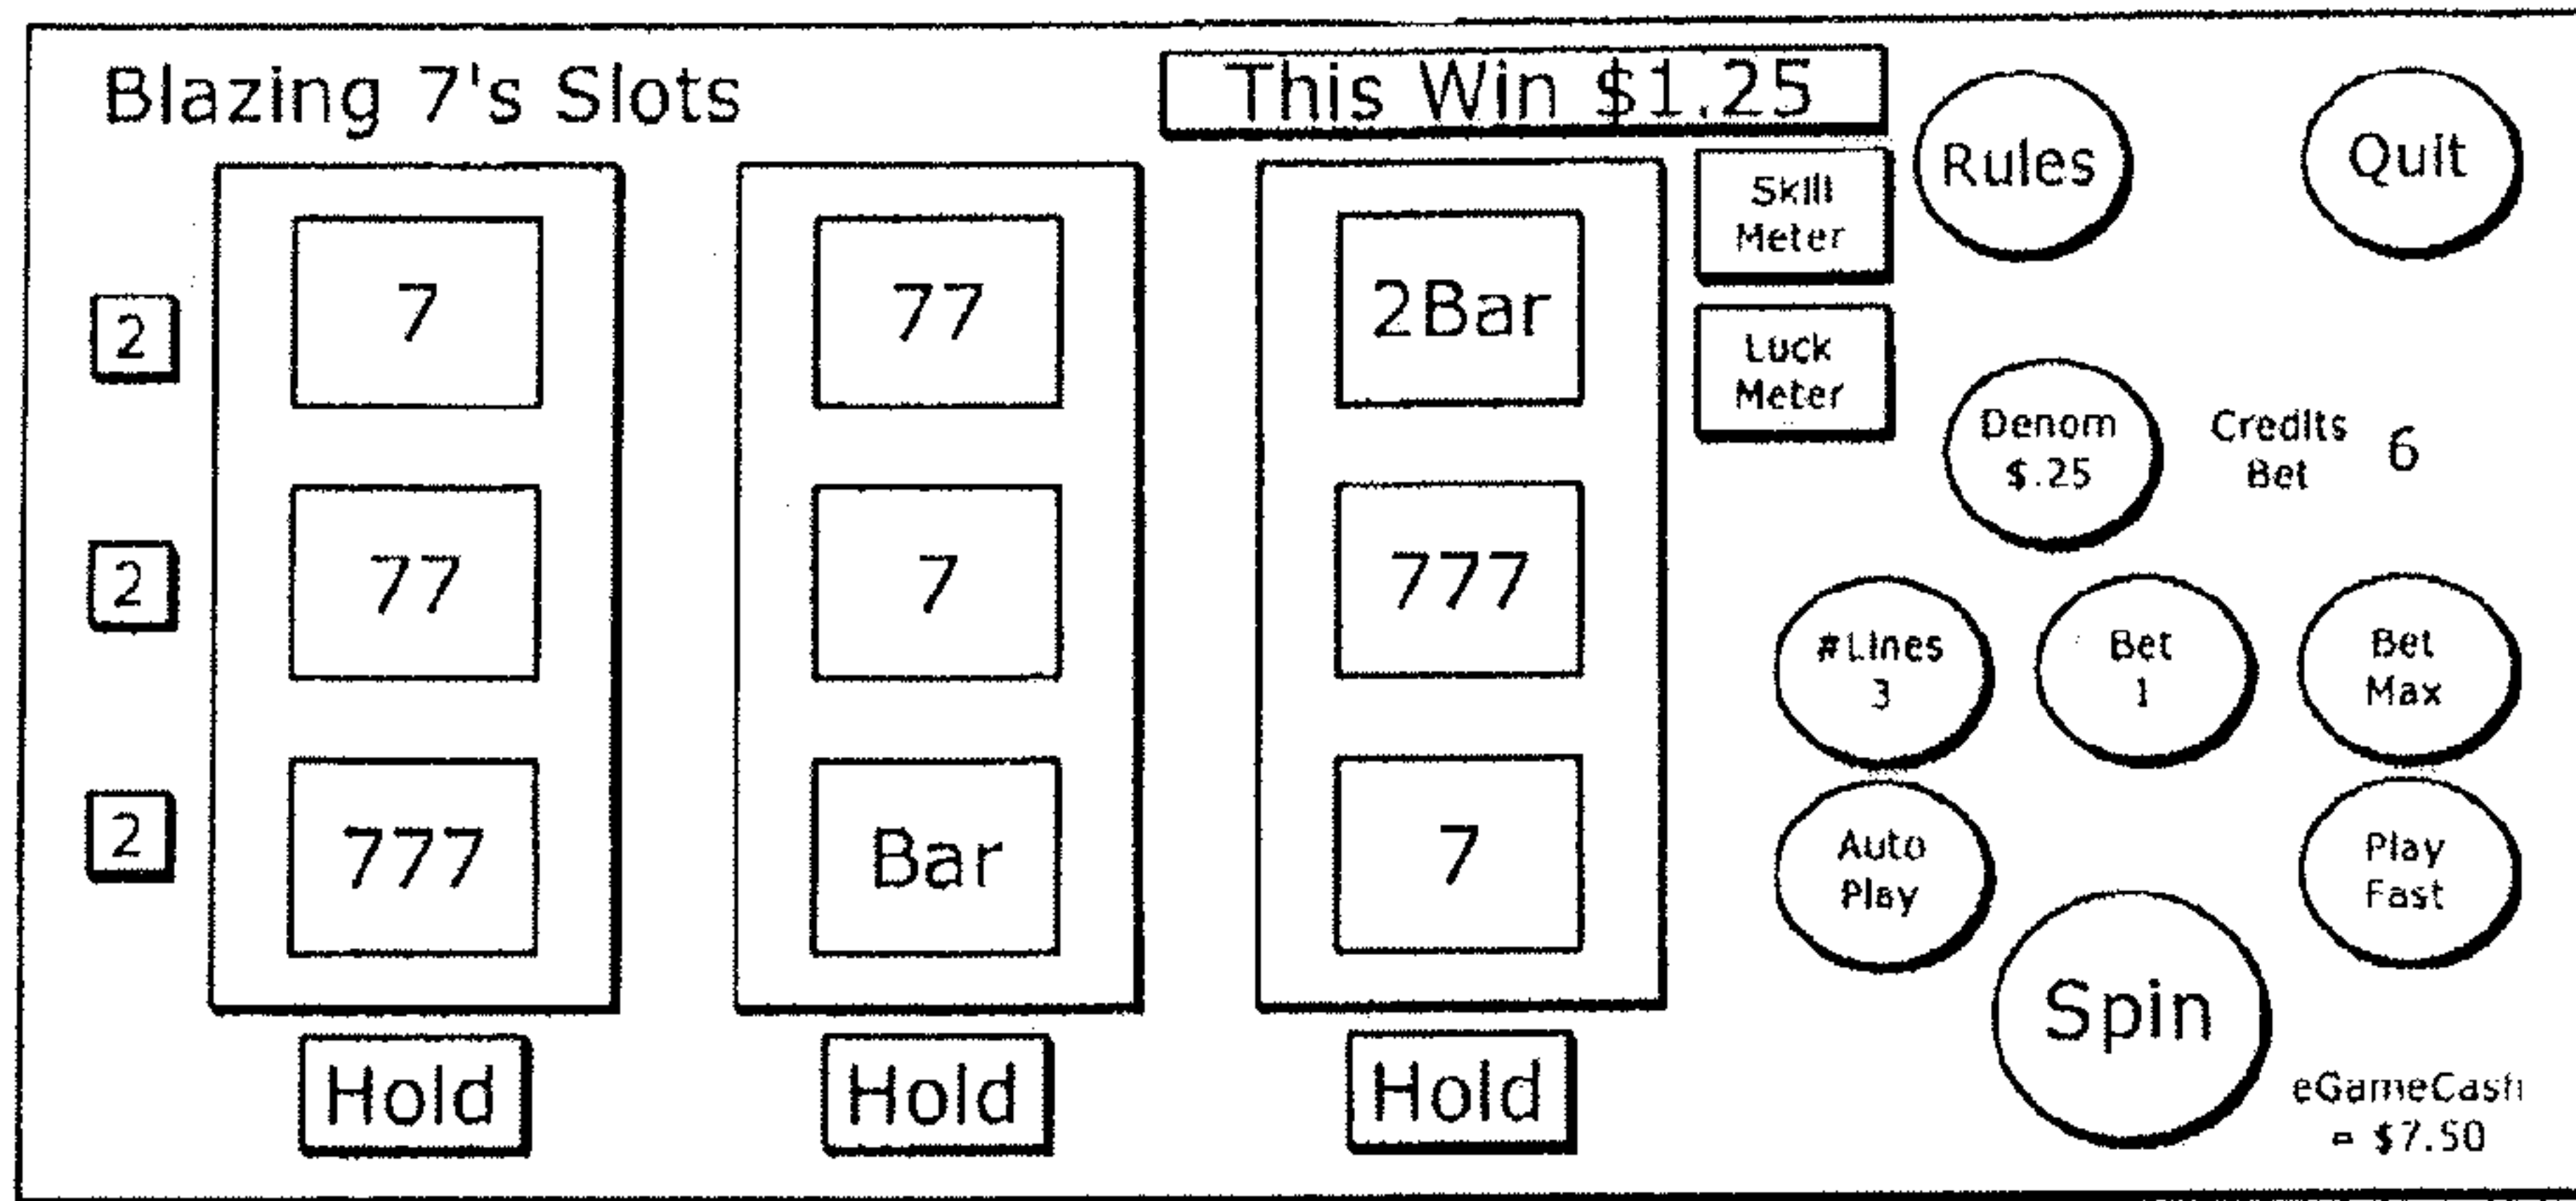 Blazing 7's Slots
This Win $1.25
Rules
Quit
Skill
Meter
Luck
Meter
2
7
77
2Bar
Denom
$.25
Credits
Bet
6
2
77
7
777
#Lines
3
Bet
1
Bet
Max
2
777
Bar
7
Auto
Play
Play
Fast
Spin
Hold
Hold
Hold
eGameCash
= $7.50